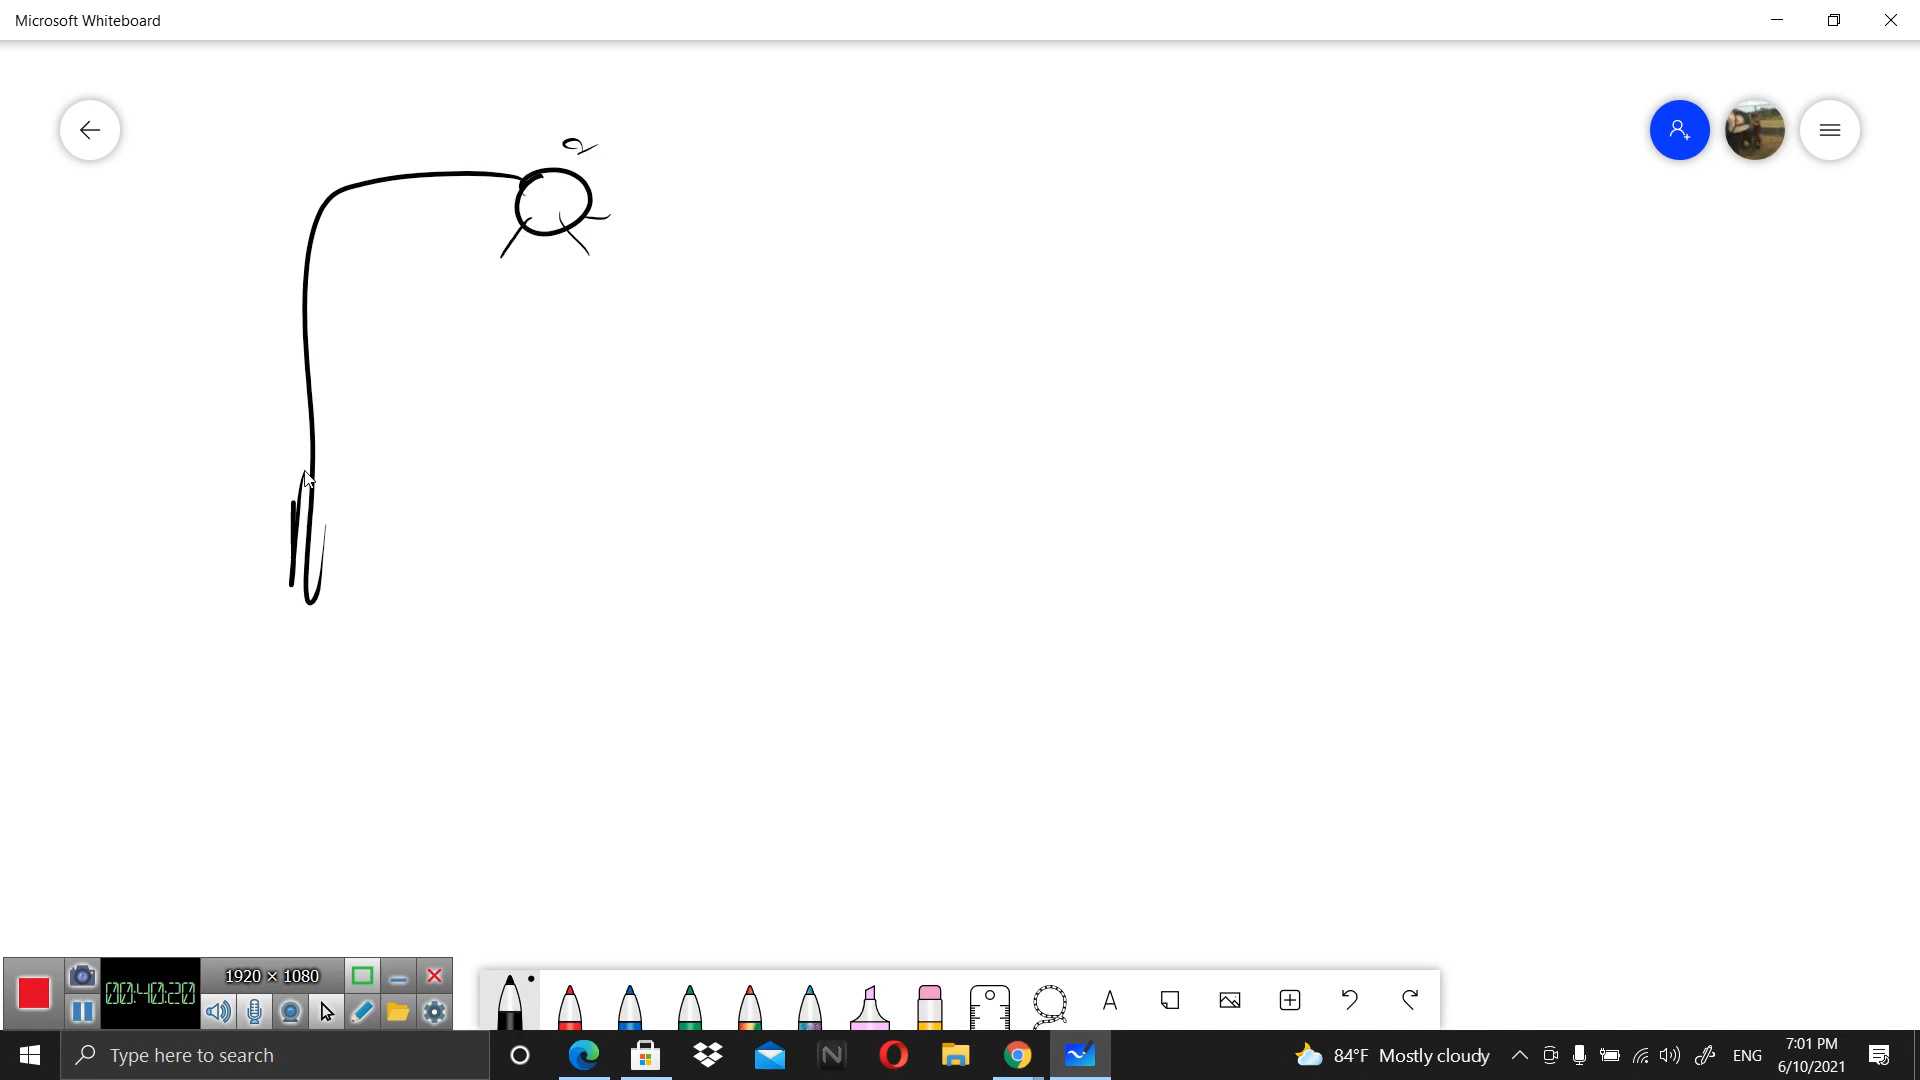 Microsoft Whiteboard
2
00:40:20
1920 × 1080
A
Type here to search
N
84°F Mostly cloudy
ENG
7:01 PM
6/10/2021